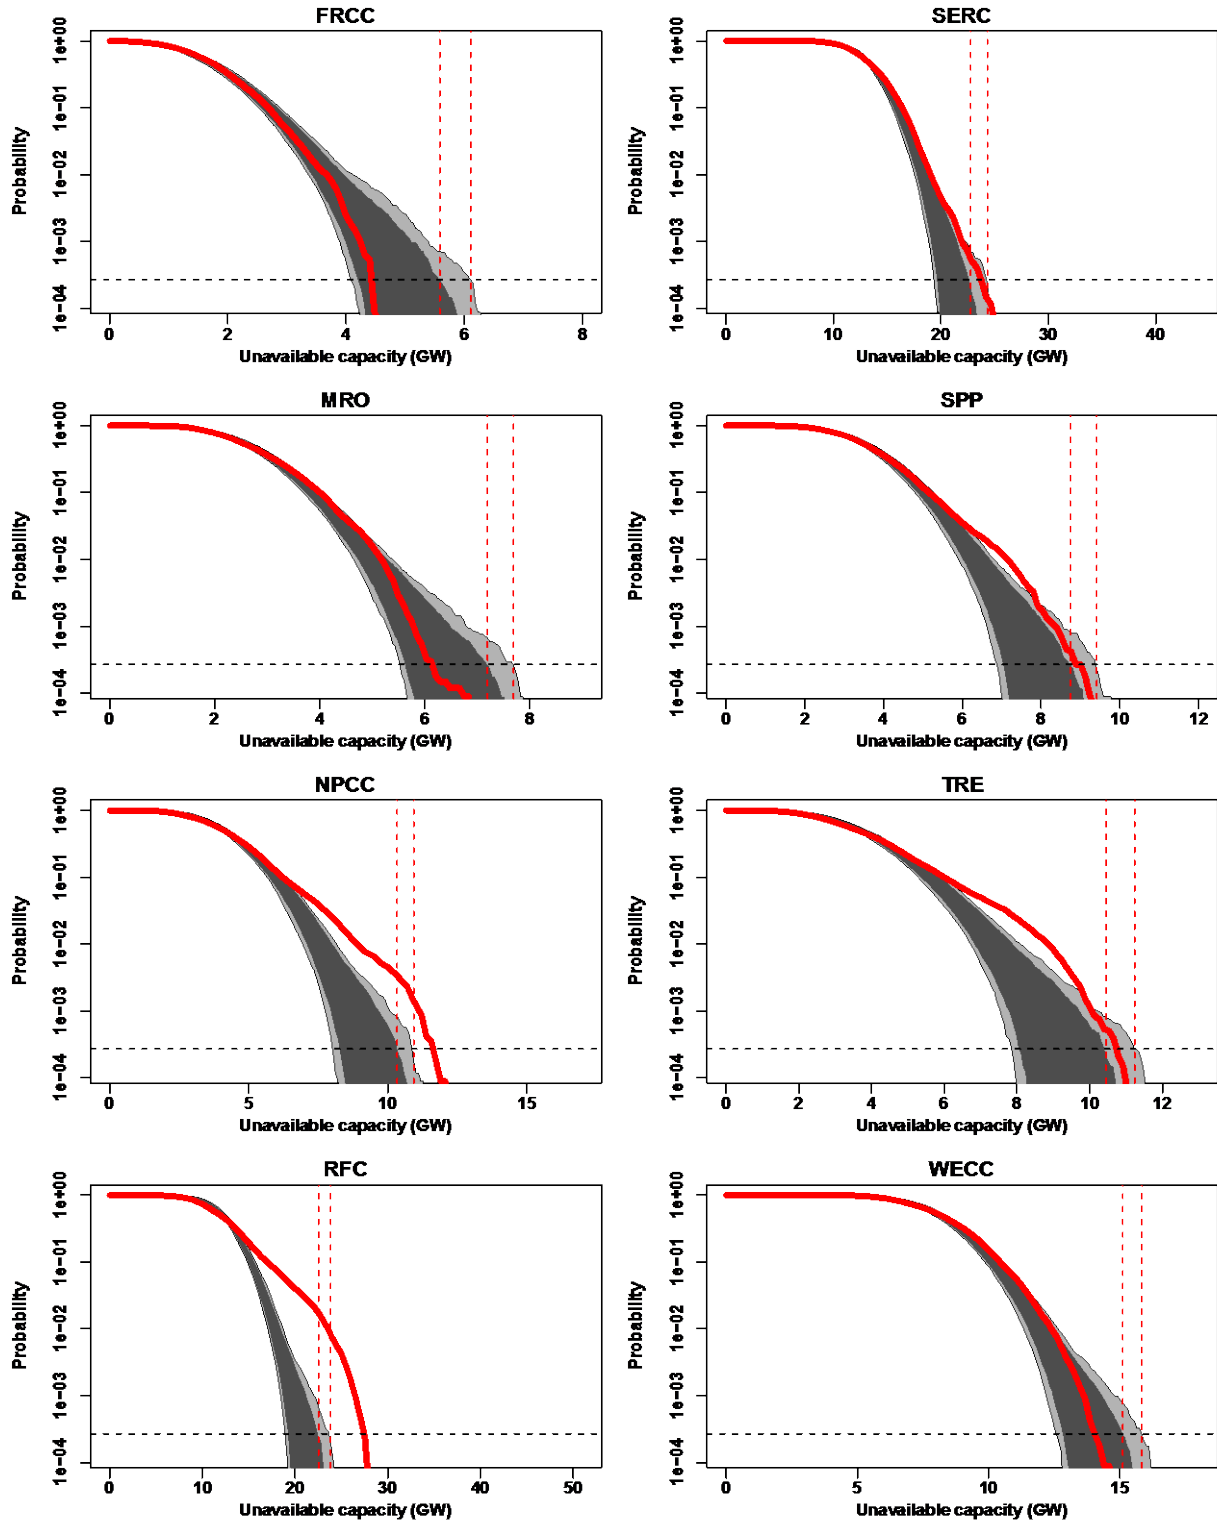 FRCC
Probability
1e+00
1e-01
1e-02
1e-03
1e-04
0 2 4 6 8
Unavailable capacity (GW)
SERC
Probability
1e+00
1e-01
1e-02
1e-03
1e-04
0 10 20 30 40
Unavailable capacity (GW)
MRO
Probability
1e+00
1e-01
1e-02
1e-03
1e-04
0 2 4 6 8
Unavailable capacity (GW)
SPP
Probability
1e+00
1e-01
1e-02
1e-03
1e-04
0 2 4 6 8 10 12
Unavailable capacity (GW)
NPCC
Probability
1e+00
1e-01
1e-02
1e-03
1e-04
0 5 10 15
Unavailable capacity (GW)
TRE
Probability
1e+00
1e-01
1e-02
1e-03
1e-04
0 2 4 6 8 10 12
Unavailable capacity (GW)
RFC
Probability
1e+00
1e-01
1e-02
1e-03
1e-04
0 10 20 30 40 50
Unavailable capacity (GW)
WECC
Probability
1e+00
1e-01
1e-02
1e-03
1e-04
0 5 10 15
Unavailable capacity (GW)